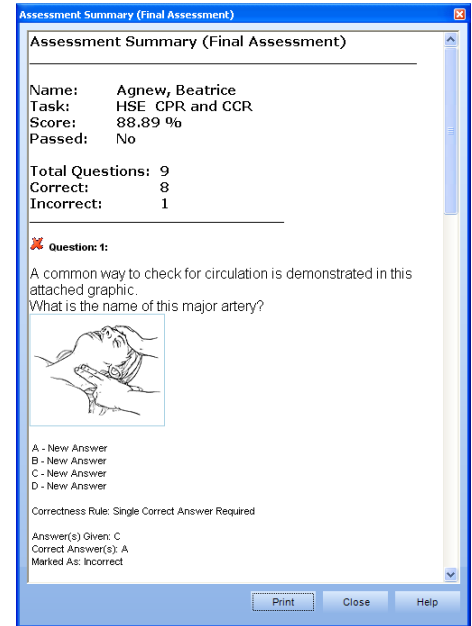 Assessment Summary (Final Assessment)
Assessment Summary (Final Assessment)
Name: Agnew, Beatrice
Task: HSE CPR and CCR
Score: 88.89 %
Passed: No
Total Questions: 9
Correct: 8
Incorrect: 1
Question: 1:
A common way to check for circulation is demonstrated in this
attached graphic.
What is the name of this major artery?
A - New Answer
B - New Answer
C - New Answer
D - New Answer
Correctness Rule: Single Correct Answer Required
Answer(s) Given: C
Correct Answer(s): A
Marked As: Incorrect
Print Close Help